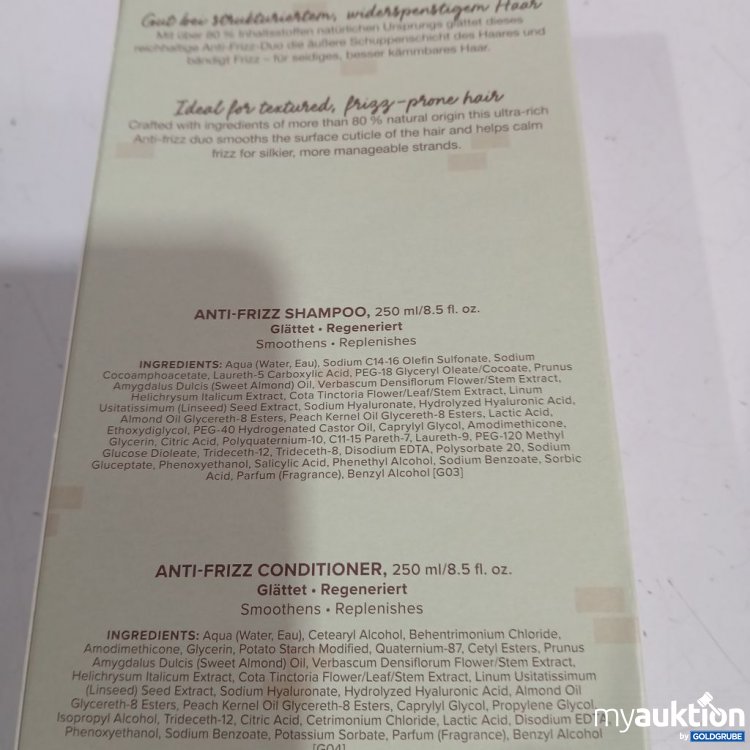 Gut bei strukturiertem, widerspenstigem Haar
Mit über 80 % Inhaltsstoffen natürlichen Ursprungs glättet dieses
reichhaltige Anti-Frizz-Duo die äußere Schuppenschicht des Haares und
bändigt Frizz – für seidiges, besser kämmbares Haar.
Ideal for textured, frizz-prone hair
Crafted with ingredients of more than 80 % natural origin this ultra-rich
Anti-frizz duo smooths the surface cuticle of the hair and helps calm
frizz for silkier, more manageable strands.
ANTI-FRIZZ SHAMPOO, 250 ml/8.5 fl. oz.
Glättet • Regeneriert
Smoothens • Replenishes
INGREDIENTS: Aqua (Water, Eau), Sodium C14-16 Olefin Sulfonate, Sodium
Cocoamphoacetate, Laureth-5 Carboxylic Acid, PEG-18 Glyceryl Oleate/Cocoate, Prunus
Amygdalus Dulcis (Sweet Almond) Oil, Verbascum Densiflorum Flower/Stem Extract,
Helichrysum Italicum Extract, Cota Tinctoria Flower/Leaf/Stem Extract, Linum
Usitatissimum (Linseed) Seed Extract, Sodium Hyaluronate, Hydrolyzed Hyaluronic Acid,
Almond Oil Glycereth-8 Esters, Peach Kernel Oil Glycereth-8 Esters, Lactic Acid,
Ethoxydiglycol, PEG-40 Hydrogenated Castor Oil, Caprylyl Glycol, Amodimethicone,
Glycerin, Citric Acid, Polyquaternium-10, C11-15 Pareth-7, Laureth-9, PEG-120 Methyl
Glucose Dioleate, Trideceth-12, Trideceth-8, Disodium EDTA, Polysorbate 20, Sodium
Gluceptate, Phenoxyethanol, Salicylic Acid, Phenethyl Alcohol, Sodium Benzoate, Sorbic
Acid, Parfum (Fragrance), Benzyl Alcohol [G03]
ANTI-FRIZZ CONDITIONER, 250 ml/8.5 fl. oz.
Glättet • Regeneriert
Smoothens • Replenishes
INGREDIENTS: Aqua (Water, Eau), Cetearyl Alcohol, Behentrimonium Chloride,
Amodimethicone, Glycerin, Potato Starch Modified, Quaternium-87, Cetyl Esters, Prunus
Amygdalus Dulcis (Sweet Almond) Oil, Verbascum Densiflorum Flower/Stem Extract,
Helichrysum Italicum Extract, Cota Tinctoria Flower/Leaf/Stem Extract, Linum Usitatissimum
(Linseed) Seed Extract, Sodium Hyaluronate, Hydrolyzed Hyaluronic Acid, Almond Oil
Glycereth-8 Esters, Peach Kernel Oil Glycereth-8 Esters, Caprylyl Glycol, Propylene Glycol,
Isopropyl Alcohol, Trideceth-12, Citric Acid, Cetrimonium Chloride, Lactic Acid, Disodium EDT
Phenoxyethanol, Sodium Benzoate, Potassium Sorbate, Parfum (Fragrance), Benzyl Alcohol
[G04]
myauktion
by GOLDGRUBE